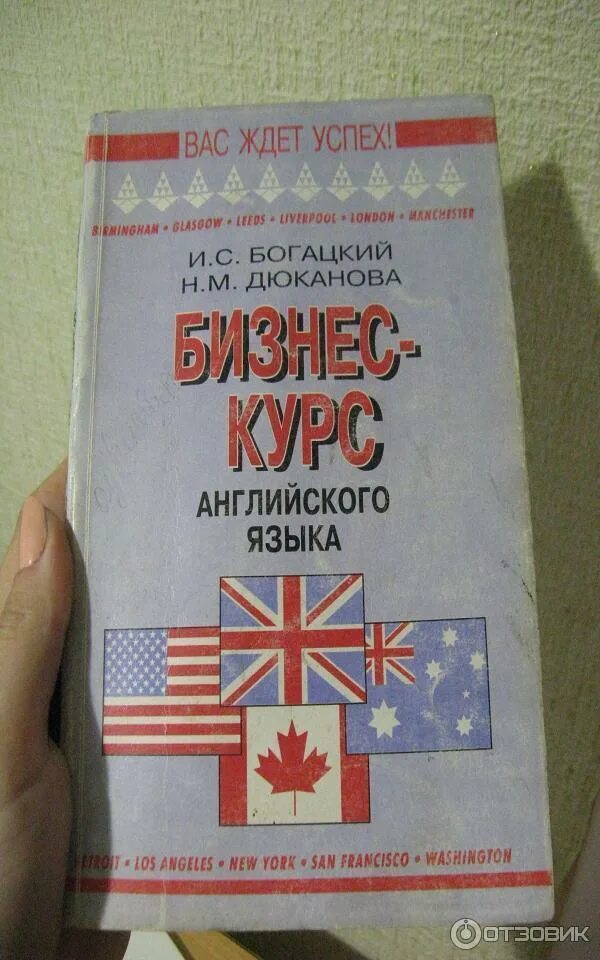 ВАС ЖДЕТ УСПЕХ!
BIRMINGHAM • GLASGOW • LEEDS • LIVERPOOL • LONDON • MANCHESTER
И.С. БОГАЦКИЙ
Н.М. ДЮКАНОВА
БИЗНЕС-
КУРС
АНГЛИЙСКОГО
ЯЗЫКА
• LOS ANGELES • NEW YORK • SAN FRANCISCO • WASHINGTON
ОТЗОВИК